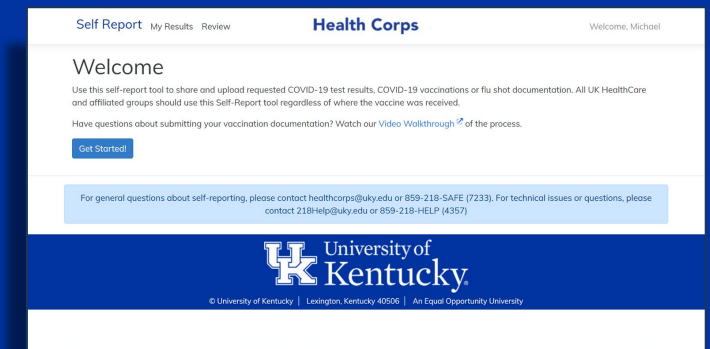 Self Report My Results Review Health Corps Welcome, Michael
Welcome
Use this self-report tool to share and upload requested COVID-19 test results, COVID-19 vaccinations or flu shot documentation. All UK HealthCare
and affiliated groups should use this Self-Report tool regardless of where the vaccine was received.
Have questions about submitting your vaccination documentation? Watch our Video Walkthrough of the process.
Get Started!
For general questions about self-reporting, please contact healthcorps@uky.edu or 859-218-SAFE (7233). For technical issues or questions, please
contact 218Help@uky.edu or 859-218-HELP (4357)
UK University of
Kentucky®
© University of Kentucky | Lexington, Kentucky 40506 | An Equal Opportunity University